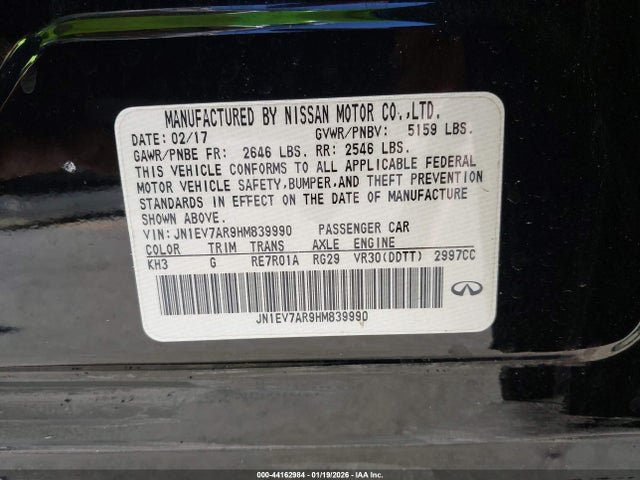 MANUFACTURED BY NISSAN MOTOR CO.,LTD.
DATE: 02/17 GVWR/PNBV: 5159 LBS.
GAWR/PNBE FR: 2646 LBS. RR: 2546 LBS.
THIS VEHICLE CONFORMS TO ALL APPLICABLE FEDERAL
MOTOR VEHICLE SAFETY,BUMPER,AND THEFT PREVENTION
STANDARDS IN EFFECT ON THE DATE OF MANUFACTURE
SHOWN ABOVE.
VIN:JN1EV7AR9HM839990 PASSENGER CAR
COLOR TRIM TRANS AXLE ENGINE
KH3 G RE7R01A RG29 VR30(DDTT) 2997CC
JN1EV7AR9HM839990
000-44162984 - 01/19/2026 - IAA Inc.